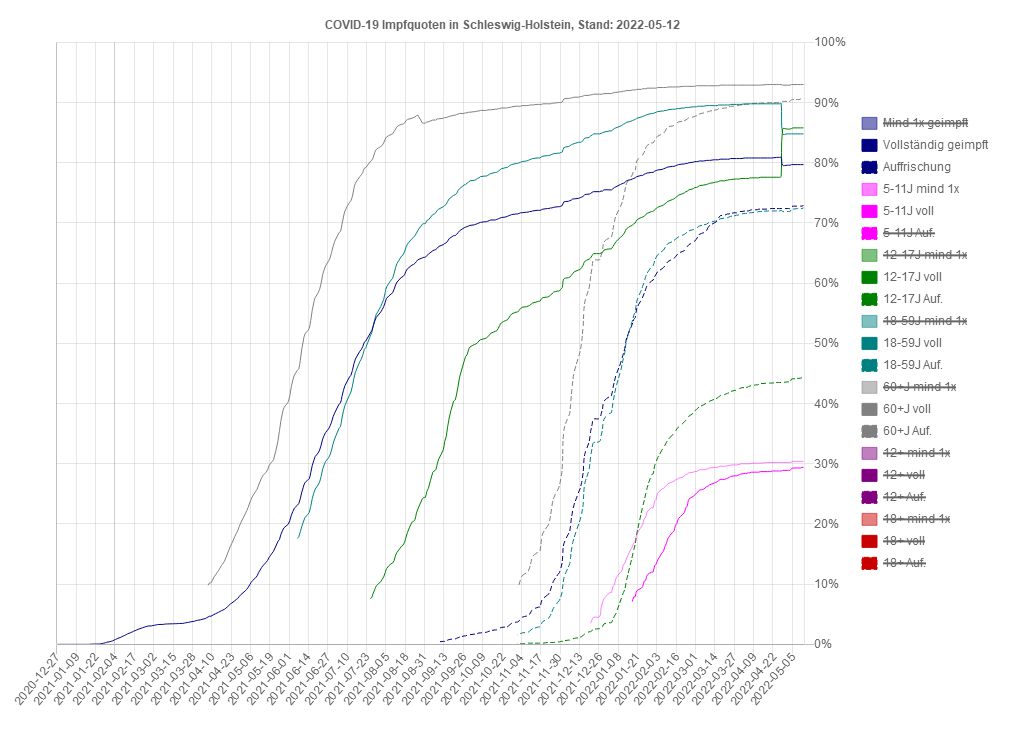 COVID-19 Impfquoten in Schleswig-Holstein, Stand: 2022-05-12
100%
90%
80%
70%
60%
50%
40%
30%
20%
10%
0%
Mind 1x geimpft
Vollständig geimpft
Auffrischung
5-11J mind 1x
5-11J voll
5-11J Auf.
12-17J mind 1x
12-17J voll
12-17J Auf.
18-59J mind 1x
18-59J voll
18-59J Auf.
60+J mind 1x
60+J voll
60+J Auf.
12+ mind 1x
12+ voll
12+ Auf.
18+ mind 1x
18+ voll
18+ Auf.
2020-12-27
2021-01-09
2021-01-22
2021-02-04
2021-02-17
2021-03-02
2021-03-15
2021-03-28
2021-04-10
2021-04-23
2021-05-06
2021-05-19
2021-06-01
2021-06-14
2021-06-27
2021-07-10
2021-07-23
2021-08-05
2021-08-18
2021-08-31
2021-09-13
2021-09-26
2021-10-09
2021-10-22
2021-11-04
2021-11-17
2021-11-30
2021-12-13
2021-12-26
2022-01-08
2022-01-21
2022-02-03
2022-02-16
2022-03-01
2022-03-14
2022-03-27
2022-04-09
2022-04-22
2022-05-05